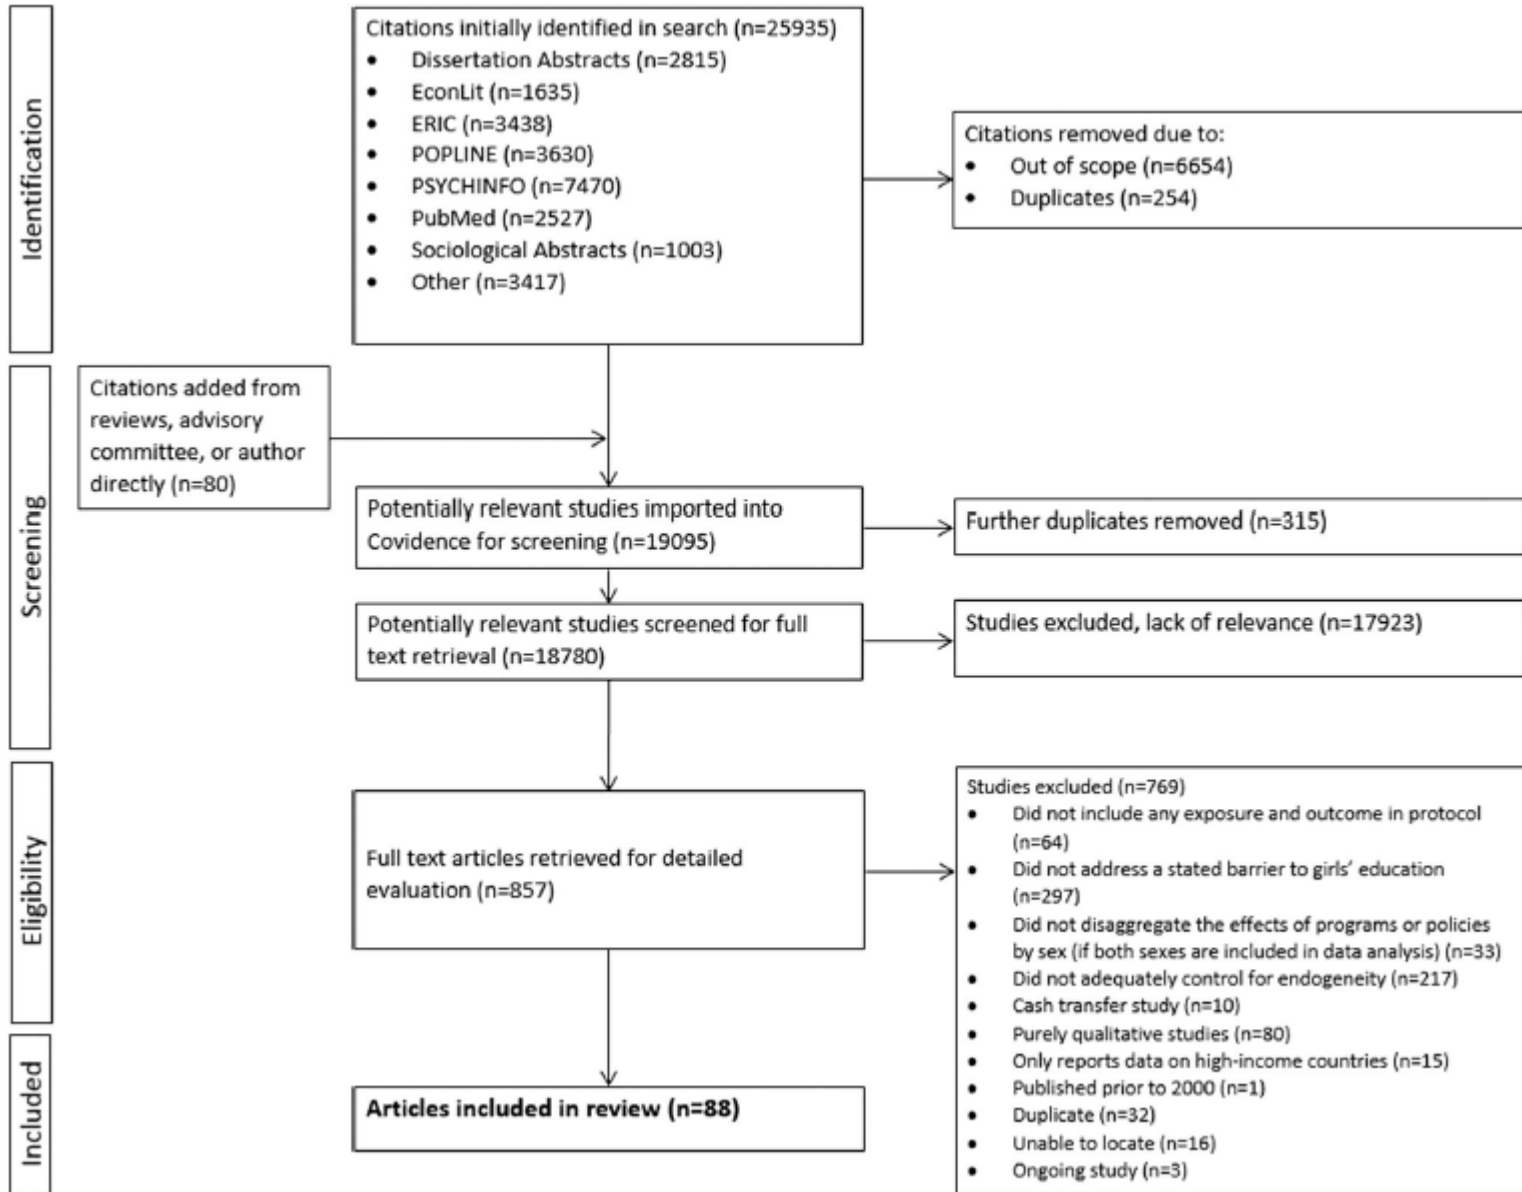 Identification
Citations initially identified in search (n=25935)
• Dissertation Abstracts (n=2815)
• EconLit (n=1635)
• ERIC (n=3438)
• POPLINE (n=3630)
• PSYCHINFO (n=7470)
• PubMed (n=2527)
• Sociological Abstracts (n=1003)
• Other (n=3417)
Citations removed due to:
• Out of scope (n=6654)
• Duplicates (n=254)
Screening
Citations added from
reviews, advisory
committee, or author
directly (n=80)
Potentially relevant studies imported into
Covidence for screening (n=19095)
Further duplicates removed (n=315)
Potentially relevant studies screened for full
text retrieval (n=18780)
Studies excluded, lack of relevance (n=17923)
Eligibility
Full text articles retrieved for detailed
evaluation (n=857)
Studies excluded (n=769)
• Did not include any exposure and outcome in protocol
(n=64)
• Did not address a stated barrier to girls’ education
(n=297)
• Did not disaggregate the effects of programs or policies
by sex (if both sexes are included in data analysis) (n=33)
• Did not adequately control for endogeneity (n=217)
• Cash transfer study (n=10)
• Purely qualitative studies (n=80)
• Only reports data on high-income countries (n=15)
• Published prior to 2000 (n=1)
• Duplicate (n=32)
• Unable to locate (n=16)
• Ongoing study (n=3)
Included
Articles included in review (n=88)